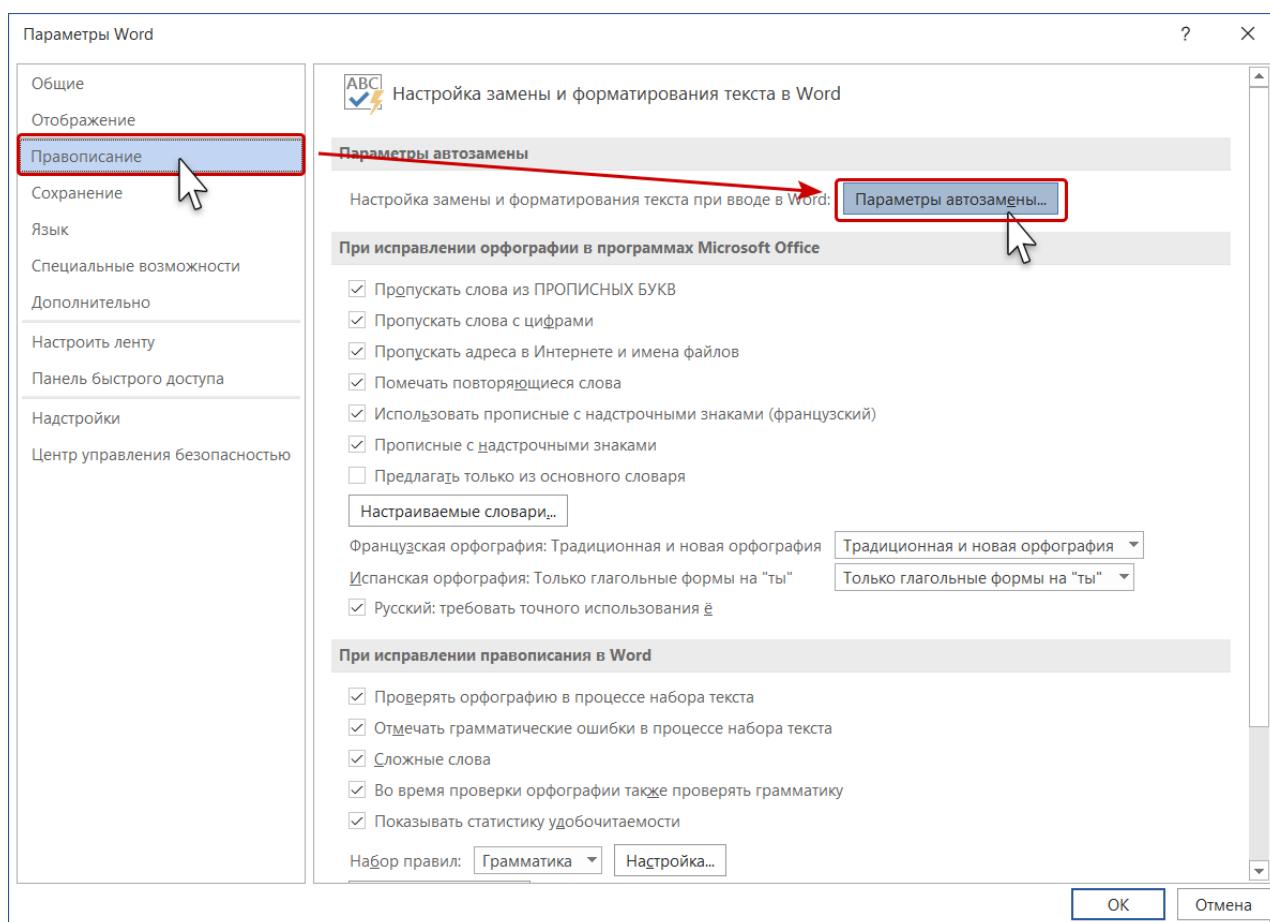 Параметры Word
?
Общие
Отображение
Правописание
Сохранение
Язык
Специальные возможности
Дополнительно
Настроить ленту
Панель быстрого доступа
Надстройки
Центр управления безопасностью
ABC
Настройка замены и форматирования текста в Word
Параметры автозамены
Настройка замены и форматирования текста при вводе в Word: Параметры автозамены...
При исправлении орфографии в программах Microsoft Office
Пропускать слова из ПРОПИСНЫХ БУКВ
Пропускать слова с цифрами
Пропускать адреса в Интернете и имена файлов
Помечать повторяющиеся слова
Использовать прописные с надстрочными знаками (французский)
Прописные с надстрочными знаками
Предлагать только из основного словаря
Настраиваемые словари...
Французская орфография: Традиционная и новая орфография Традиционная и новая орфография
Испанская орфография: Только глагольные формы на "ты" Только глагольные формы на "ты"
Русский: требовать точного использования ё
При исправлении правописания в Word
Проверять орфографию в процессе набора текста
Отмечать грамматические ошибки в процессе набора текста
Сложные слова
Во время проверки орфографии также проверять грамматику
Показывать статистику удобочитаемости
Набор правил: Грамматика Настройка...
ОК Отмена